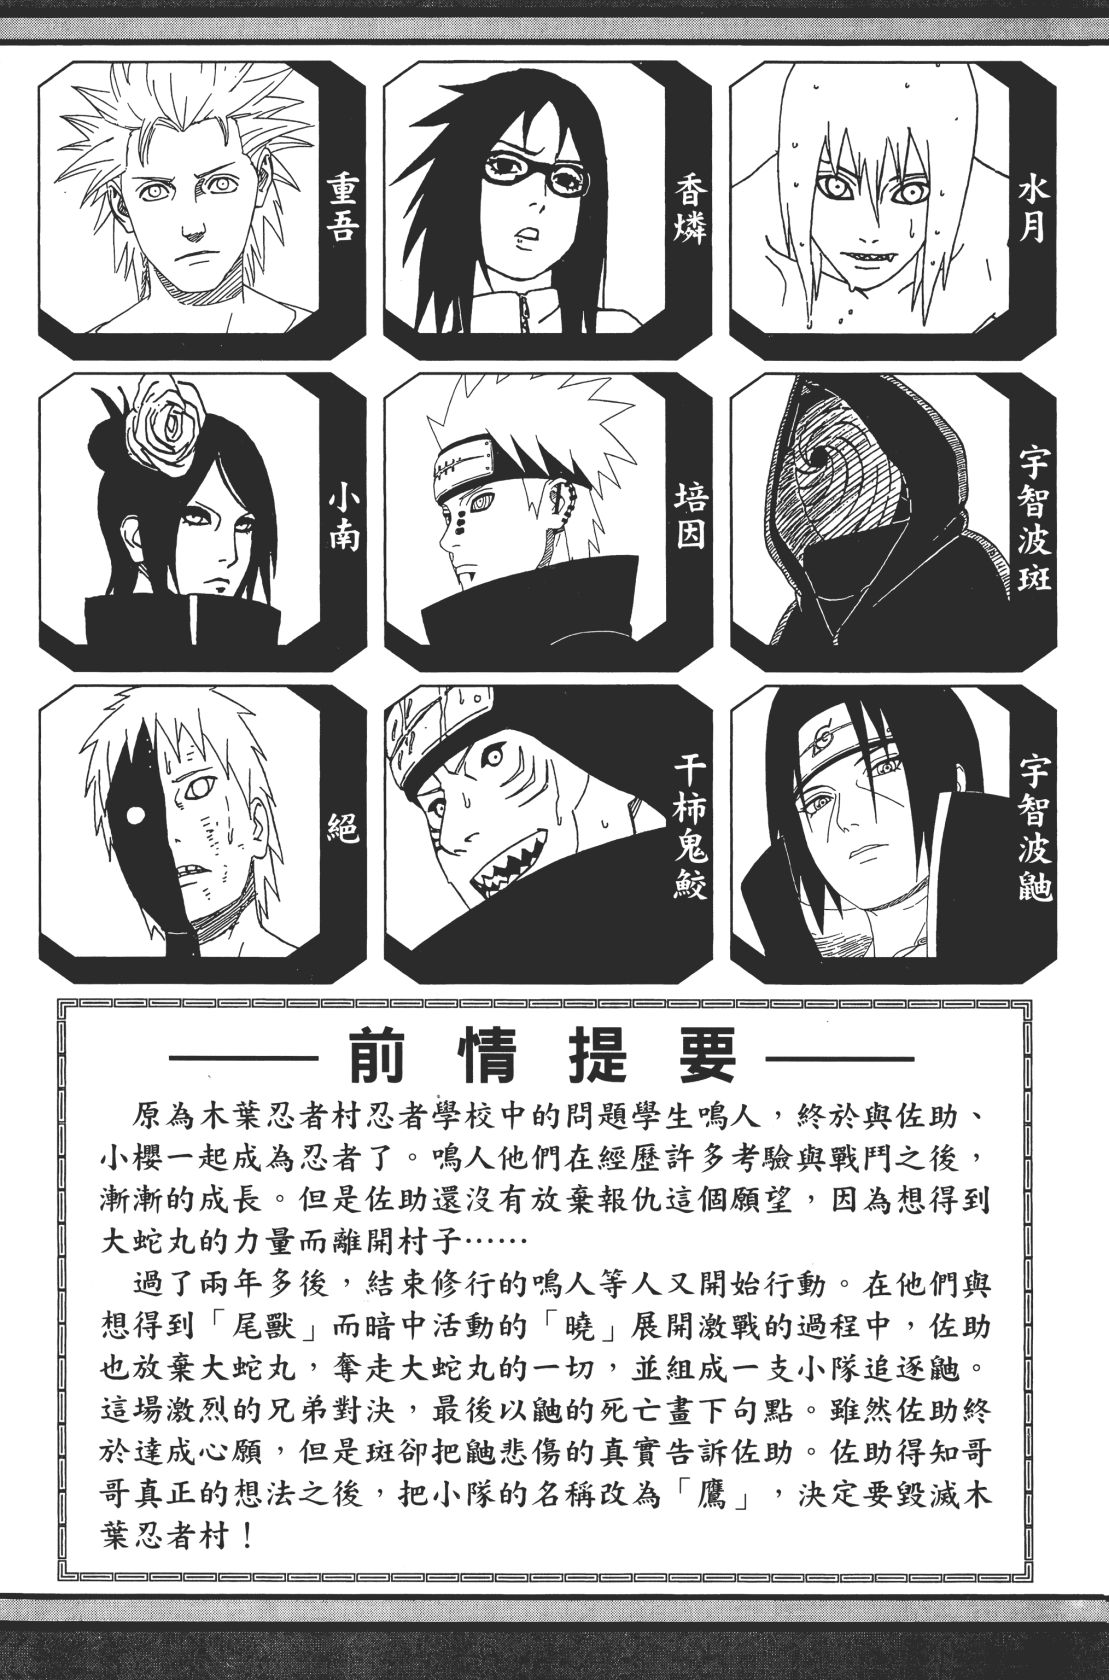 水月
香燐
重吾
宇智波斑
培因
小南
宇智波鼬
干柿鬼鮫
絕
前情提要
原為木葉忍者村忍者學校中的問題學生鳴人，終於與佐助、
小櫻一起成為忍者了。鳴人他們在經歷許多考驗與戰鬥之後，
漸漸的成長。但是佐助還沒有放棄報仇這個願望，因為想得到
大蛇丸的力量而離開村子……
過了兩年多後，結束修行的鳴人等人又開始行動。在他們與
想得到「尾獸」而暗中活動的「曉」展開激戰的過程中，佐助
也放棄大蛇丸，奪走大蛇丸的一切，並組成一支小隊追逐鼬。
這場激烈的兄弟對決，最後以鼬的死亡畫下句點。雖然佐助終
於達成心願，但是斑卻把鼬悲傷的真實告訴佐助。佐助得知哥
哥真正的想法之後，把小隊的名稱改為「鷹」，決定要毀滅木
葉忍者村！